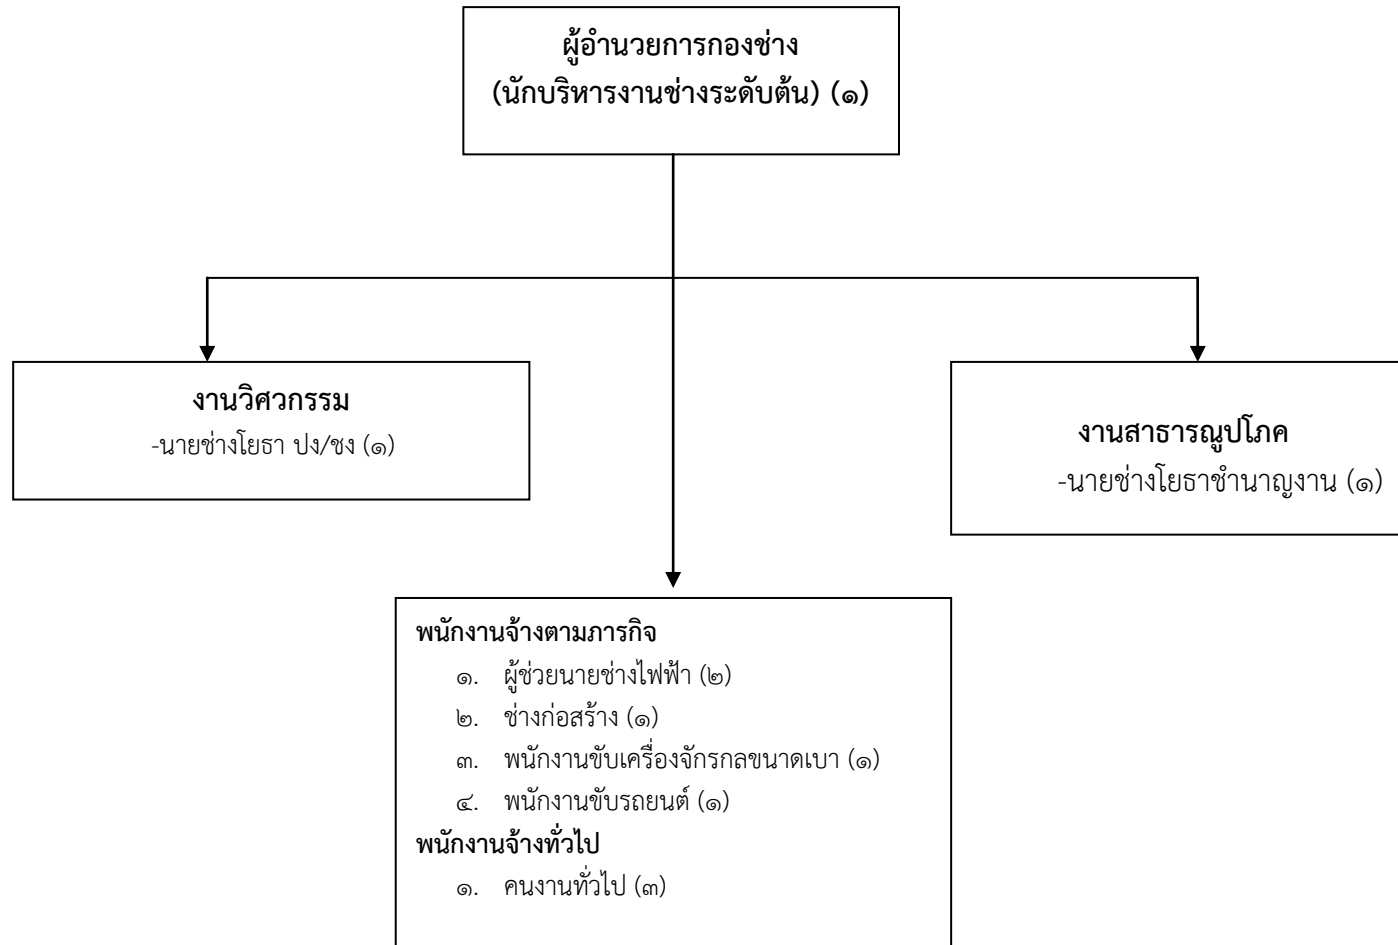 ผู้อำนวยการกองช่าง
(นักบริหารงานช่างระดับต้น) (๑)
งานวิศวกรรม
-นายช่างโยธา ปง/ชง (๑)
งานสาธารณูปโภค
-นายช่างโยธาชำนาญงาน (๑)
พนักงานจ้างตามภารกิจ
๑. ผู้ช่วยนายช่างไฟฟ้า (๒)
๒. ช่างก่อสร้าง (๑)
๓. พนักงานขับเครื่องจักรกลขนาดเบา (๑)
๔. พนักงานขับรถยนต์ (๑)
พนักงานจ้างทั่วไป
๑. คนงานทั่วไป (๓)